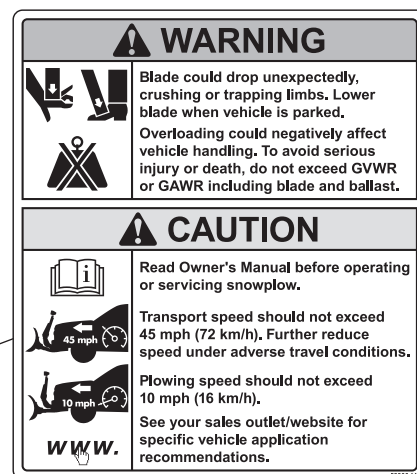 WARNING
Blade could drop unexpectedly,
crushing or trapping limbs. Lower
blade when vehicle is parked.
Overloading could negatively affect
vehicle handling. To avoid serious
injury or death, do not exceed GVWR
or GAWR including blade and ballast.
CAUTION
Read Owner's Manual before operating
or servicing snowplow.
45 mph
Transport speed should not exceed
45 mph (72 km/h). Further reduce
speed under adverse travel conditions.
10 mph
Plowing speed should not exceed
10 mph (16 km/h).
www.
See your sales outlet/website for
specific vehicle application
recommendations.